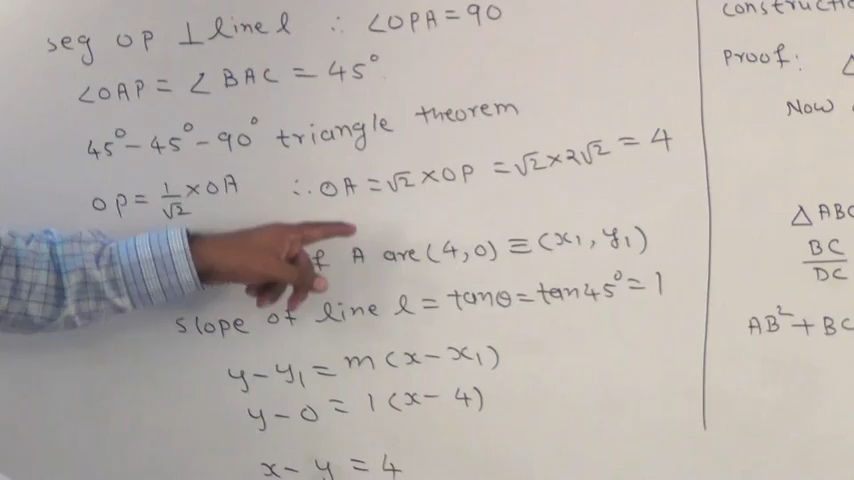 seg OP ⊥ line l ∴ ∠OPA = 90
∠OAP = ∠BAC = 45°
45° - 45° - 90° triangle theorem
OP = 1/√2 × OA ∴ OA = √2 × OP = √2 × 2√2 = 4
f A are (4, 0) ≡ (x₁, y₁)
slope of line l = tanθ = tan45° = 1
y - y₁ = m (x - x₁)
y - 0 = 1 (x - 4)
x - y = 4
Constructio
Proof: △
Now
△ABC
BC/DC
AB² + BC